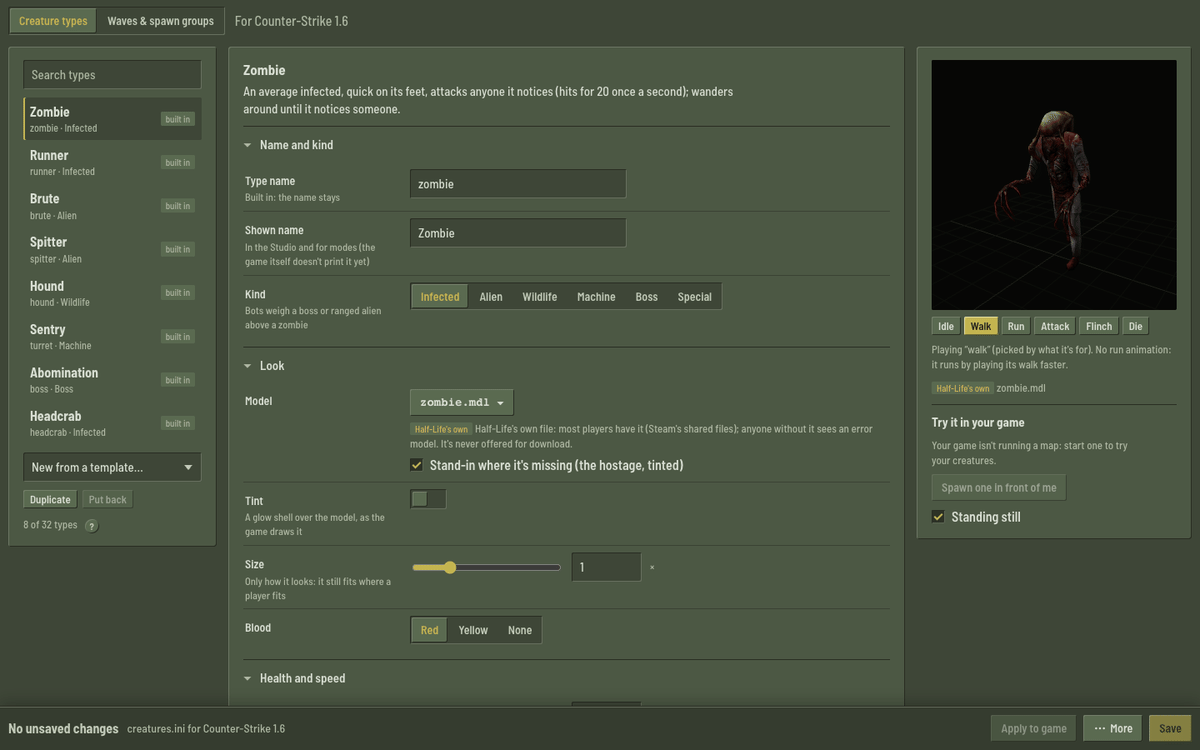 Creature types
Waves & spawn groups
For Counter-Strike 1.6
Search types
Zombie
zombie · Infected
built in
Runner
runner · Infected
built in
Brute
brute · Alien
built in
Spitter
spitter · Alien
built in
Hound
hound · Wildlife
built in
Sentry
turret · Machine
built in
Abomination
boss · Boss
built in
Headcrab
headcrab · Infected
built in
New from a template...
Duplicate
Put back
8 of 32 types
?
Zombie
An average infected, quick on its feet, attacks anyone it notices (hits for 20 once a second); wanders
around until it notices someone.
Name and kind
Type name
Built in: the name stays
zombie
Shown name
In the Studio and for modes (the
game itself doesn't print it yet)
Zombie
Kind
Bots weigh a boss or ranged alien
above a zombie
Infected
Alien
Wildlife
Machine
Boss
Special
Look
Model
zombie.mdl
Half-Life's own Half-Life's own file: most players have it (Steam's shared files); anyone without it sees an error
model. It's never offered for download.
Stand-in where it's missing (the hostage, tinted)
Tint
A glow shell over the model, as the
game draws it
Size
Only how it looks: it still fits where a
player fits
1
×
Blood
Red
Yellow
None
Health and speed
Idle
Walk
Run
Attack
Flinch
Die
Playing "walk" (picked by what it's for). No run animation:
it runs by playing its walk faster.
Half-Life's own zombie.mdl
Try it in your game
Your game isn't running a map: start one to try
your creatures.
Spawn one in front of me
Standing still
No unsaved changes
creatures.ini for Counter-Strike 1.6
Apply to game
··· More
Save